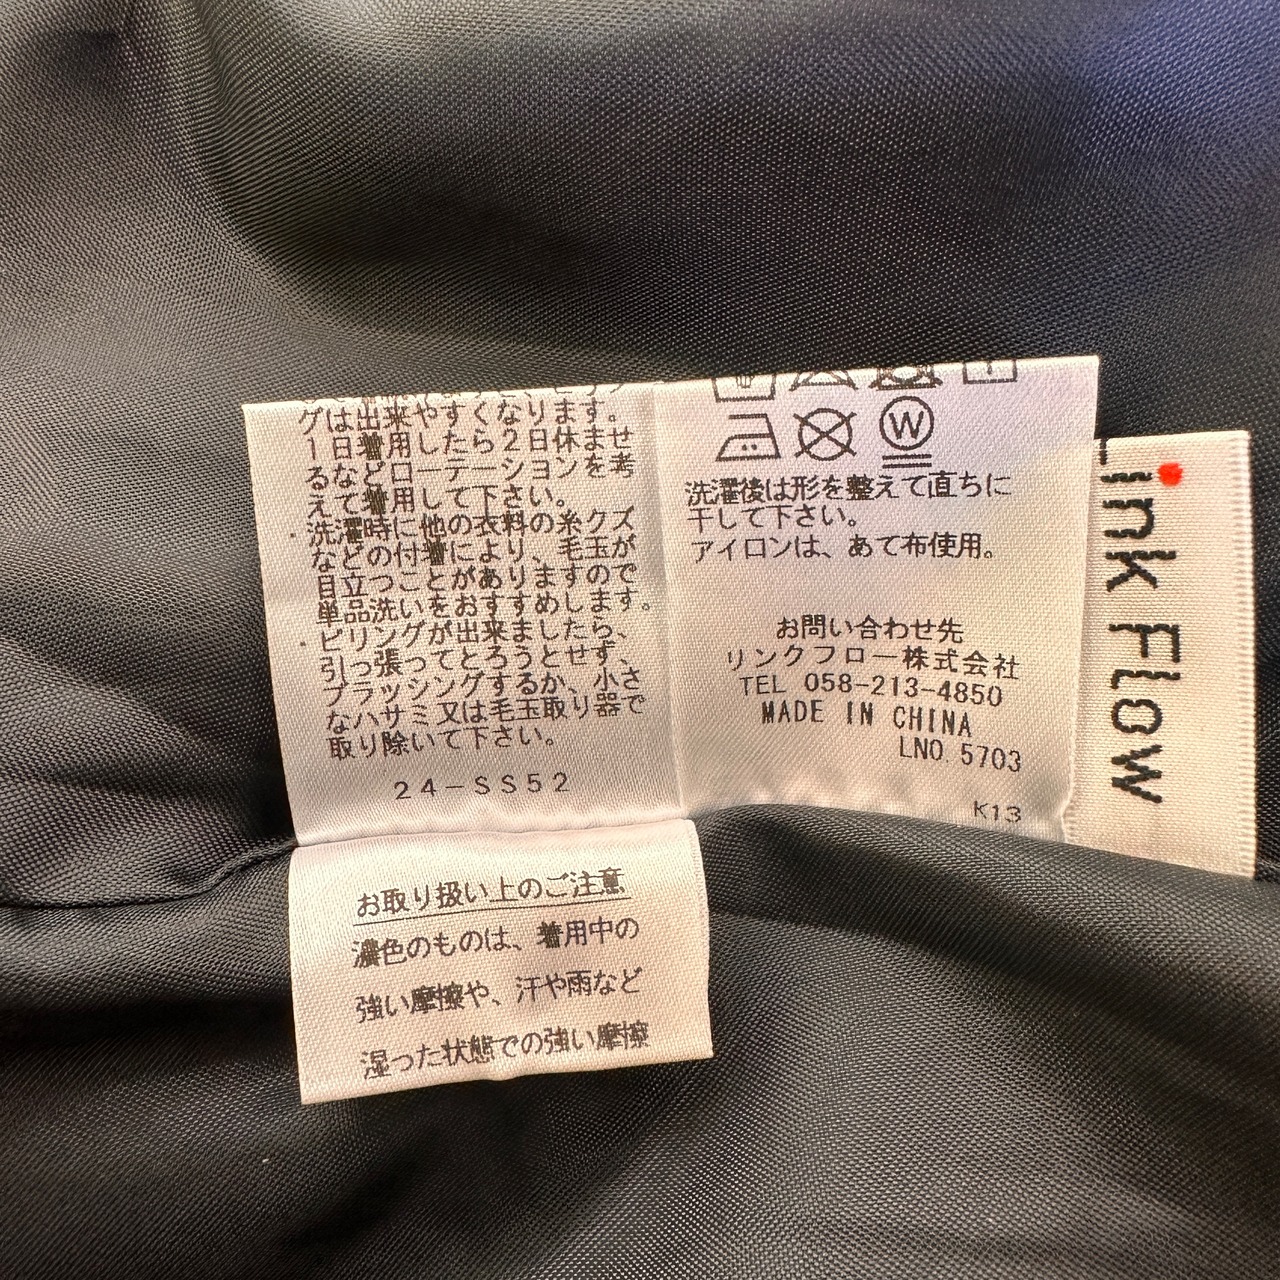 グは出来やすくなります。
1日着用したら2日休ませ
るなどローテーションを考
えて着用して下さい。
・洗濯時に他の衣料の糸クズ
などの付着により、毛玉が
目立つことがありますので
単品洗いをおすすめします。
・ピリングが出来ましたら、
引っ張ってとろうとせず、
ブラッシングするか、小さ
なハサミ又は毛玉取り器で
取り除いて下さい。
24-SS52
W
洗濯後は形を整えて直ちに
干して下さい。
アイロンは、あて布使用。
お問い合わせ先
リンクフロー株式会社
TEL 058-213-4850
MADE IN CHINA
LNO. 5703
K13
Link FLOW
お取り扱い上のご注意
濃色のものは、着用中の
強い摩擦や、汗や雨など
湿った状態での強い摩擦